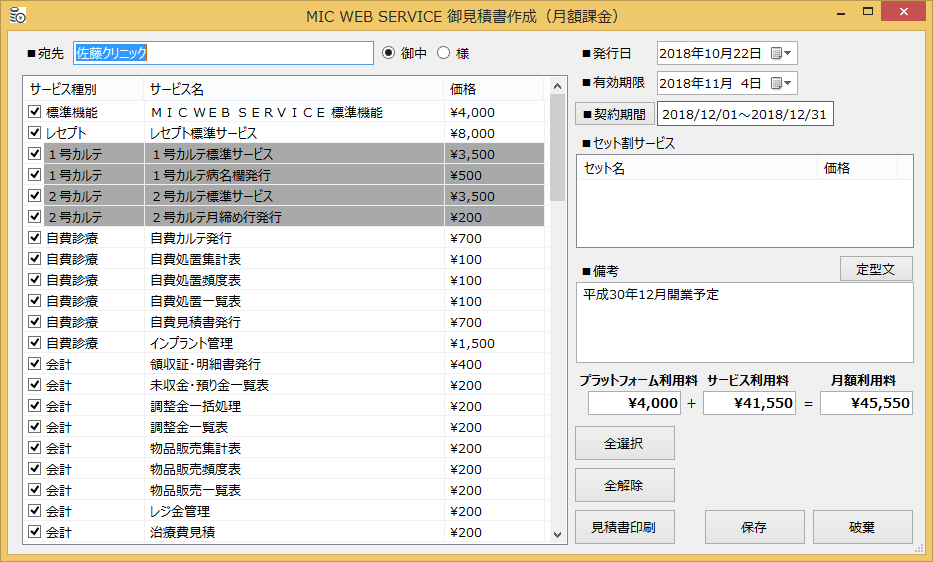 MIC WEB SERVICE 御見積書作成（月額課金）
■宛先 佐藤クリニック 御中 様
サービス種別 サービス名 価格
標準機能 ＭＩＣ ＷＥＢ ＳＥＲＶＩＣＥ 標準機能 ¥4,000
レセプト レセプト標準サービス ¥8,000
１号カルテ １号カルテ標準サービス ¥3,500
１号カルテ １号カルテ病名欄発行 ¥500
２号カルテ ２号カルテ標準サービス ¥3,500
２号カルテ ２号カルテ月締め行発行 ¥200
自費診療 自費カルテ発行 ¥700
自費診療 自費処置集計表 ¥100
自費診療 自費処置頻度表 ¥100
自費診療 自費処置一覧表 ¥100
自費診療 自費見積書発行 ¥700
自費診療 インプラント管理 ¥1,500
会計 領収証・明細書発行 ¥400
会計 未収金・預り金一覧表 ¥200
会計 調整金一括処理 ¥200
会計 調整金一覧表 ¥200
会計 物品販売集計表 ¥200
会計 物品販売頻度表 ¥200
会計 物品販売一覧表 ¥200
会計 レジ金管理 ¥200
会計 治療費見積 ¥200
■発行日 2018年10月22日
■有効期限 2018年11月 4日
■契約期間 2018/12/01～2018/12/31
■セット割サービス
セット名 価格
■備考 定型文
平成30年12月開業予定
プラットフォーム利用料 サービス利用料 月額利用料
¥4,000 + ¥41,550 = ¥45,550
全選択
全解除
見積書印刷 保存 破棄